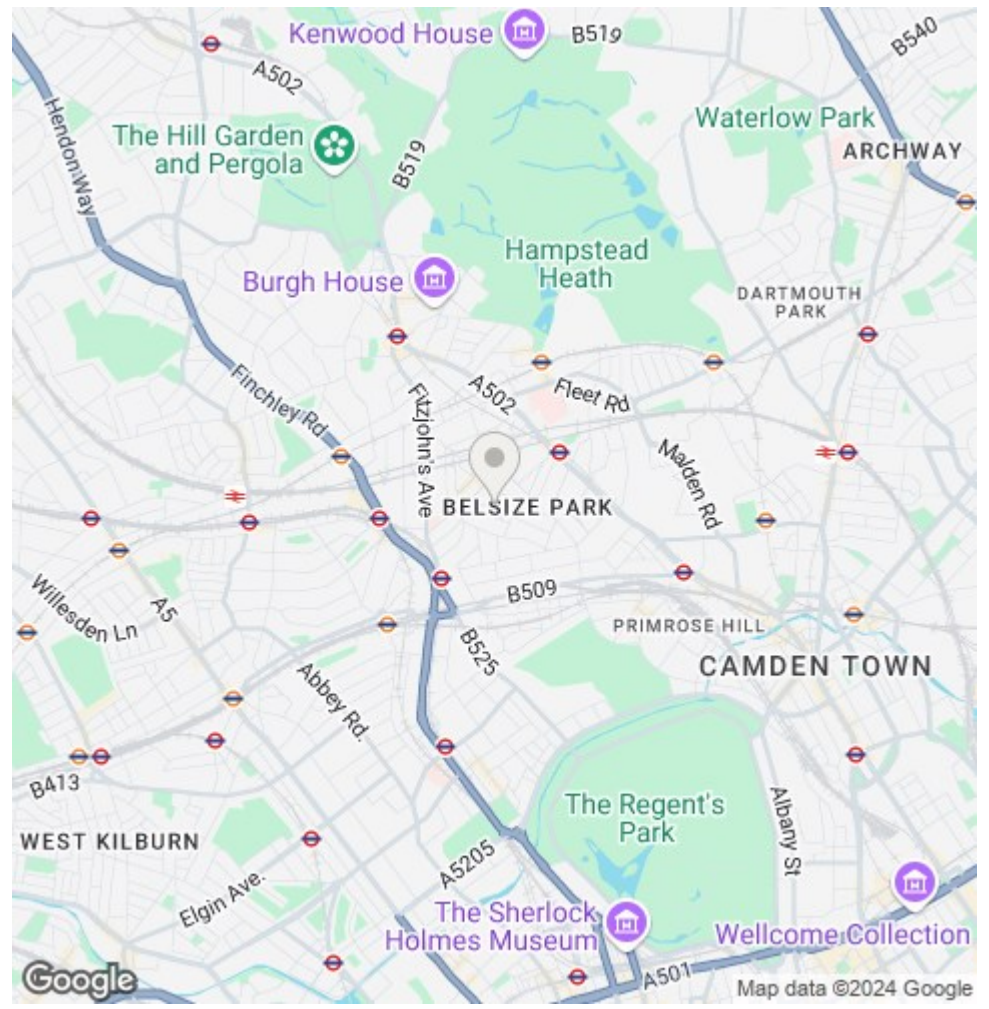 Kenwood House
B519
B540
A502
Hendon Way
The Hill Garden
and Pergola
B519
Waterlow Park
ARCHWAY
Hampstead
Heath
Burgh House
DARTMOUTH
PARK
Finchley Rd
Fitzjohn's Ave
A502
Fleet Rd
Malden Rd
BELSIZE PARK
Willesden Ln
A5
B509
B525
PRIMROSE HILL
CAMDEN TOWN
Abbey Rd.
B413
WEST KILBURN
The Regent's
Park
Albany St
A5205
Elgin Ave.
The Sherlock
Holmes Museum
Wellcome Collection
A501
Google
Map data ©2024 Google